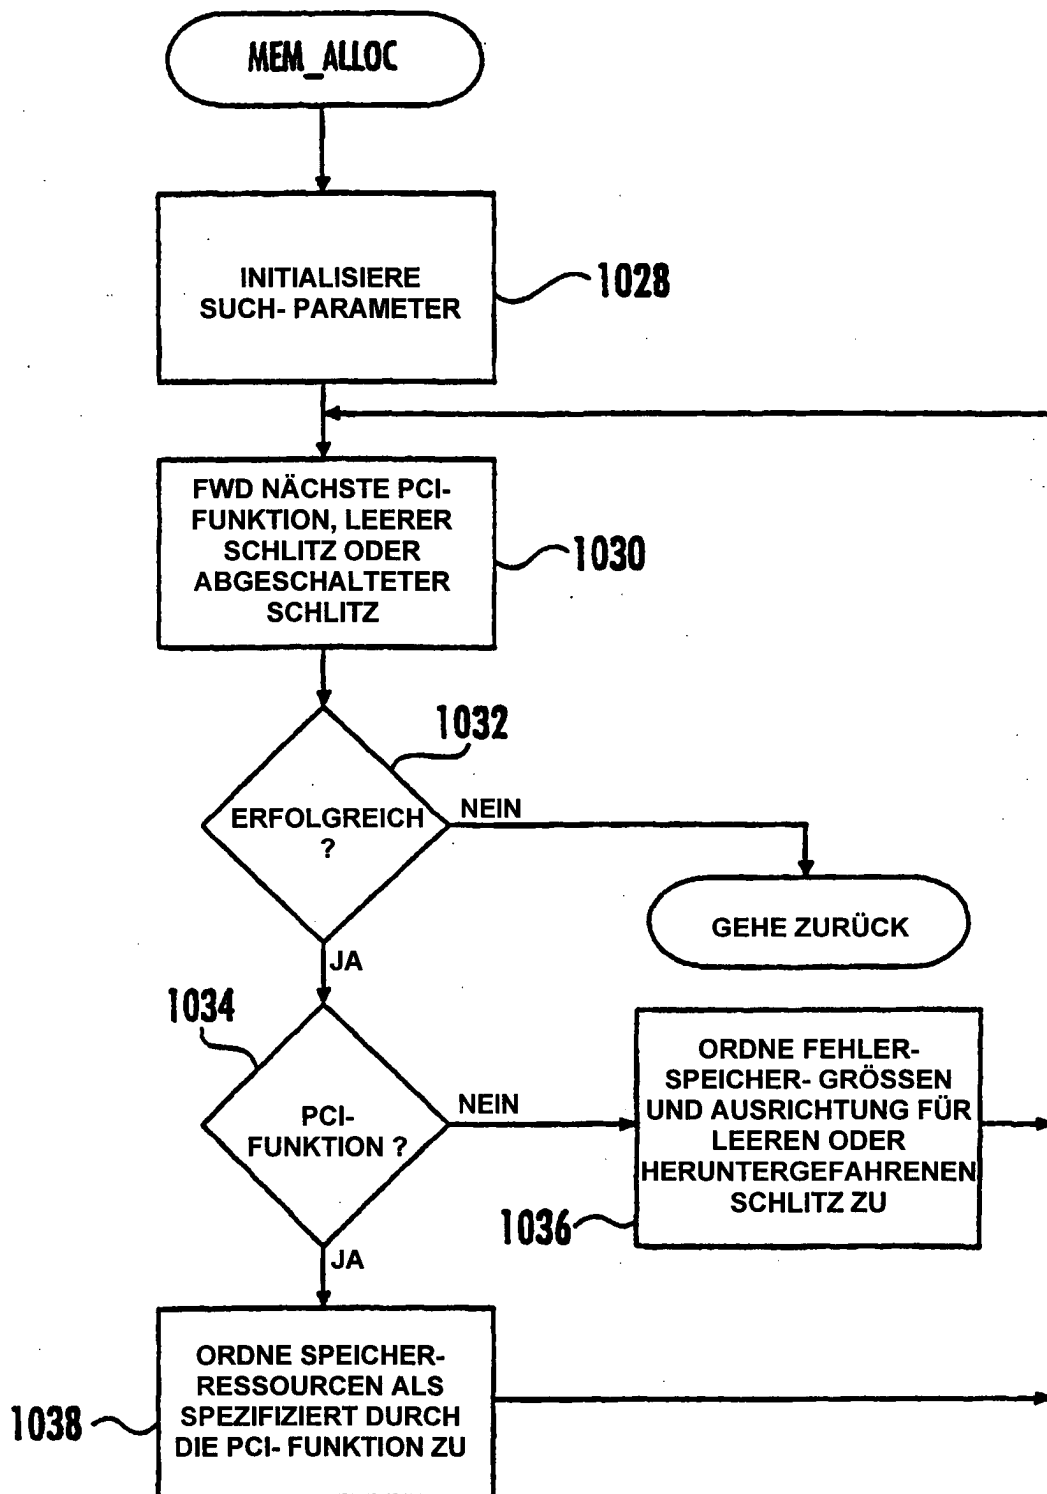 MEM_ALLOC
INITIALISIERE
SUCH- PARAMETER
1028
FWD NÄCHSTE PCI-
FUNKTION, LEERER
SCHLITZ ODER
ABGESCHALTETER
SCHLITZ
1030
1032
ERFOLGREICH
?
NEIN
GEHE ZURÜCK
JA
1034
PCI-
FUNKTION ?
NEIN
ORDNE FEHLER-
SPEICHER- GRÖSSEN
UND AUSRICHTUNG FÜR
LEEREN ODER
HERUNTERGEFAHRENEN
SCHLITZ ZU
1036
JA
ORDNE SPEICHER-
RESSOURCEN ALS
SPEZIFIZIERT DURCH
DIE PCI- FUNKTION ZU
1038